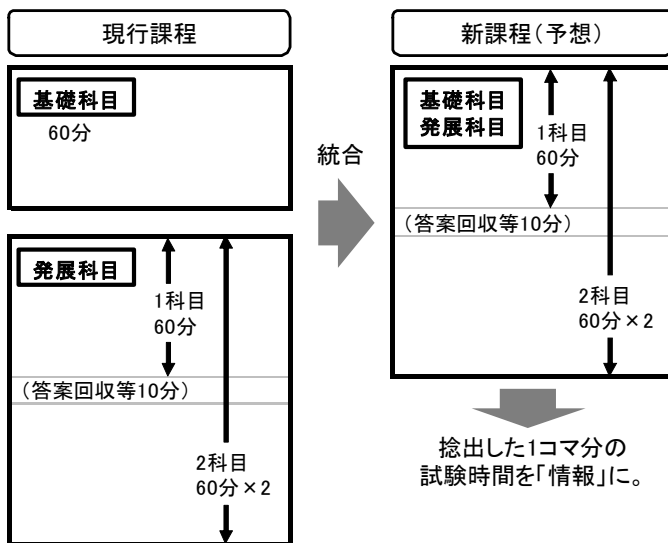 現行課程
基礎科目
60分
発展科目
1科目
60分
(答案回収等10分)
2科目
60分×2
統合
新課程(予想)
基礎科目
発展科目
1科目
60分
(答案回収等10分)
2科目
60分×2
捻出した1コマ分の
試験時間を「情報」に。